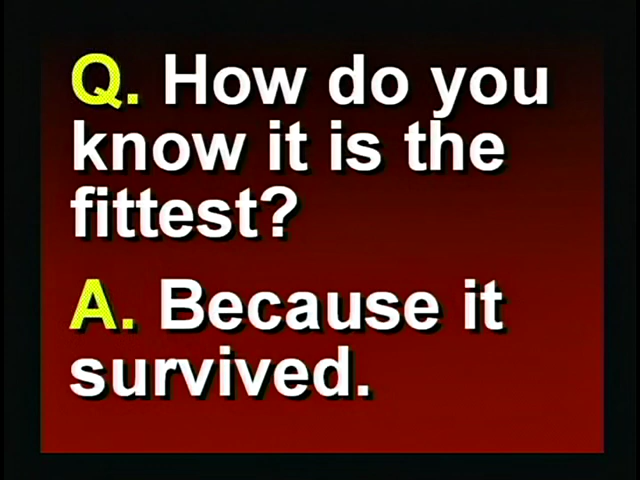 Q. How do you
know it is the
fittest?
A. Because it
survived.